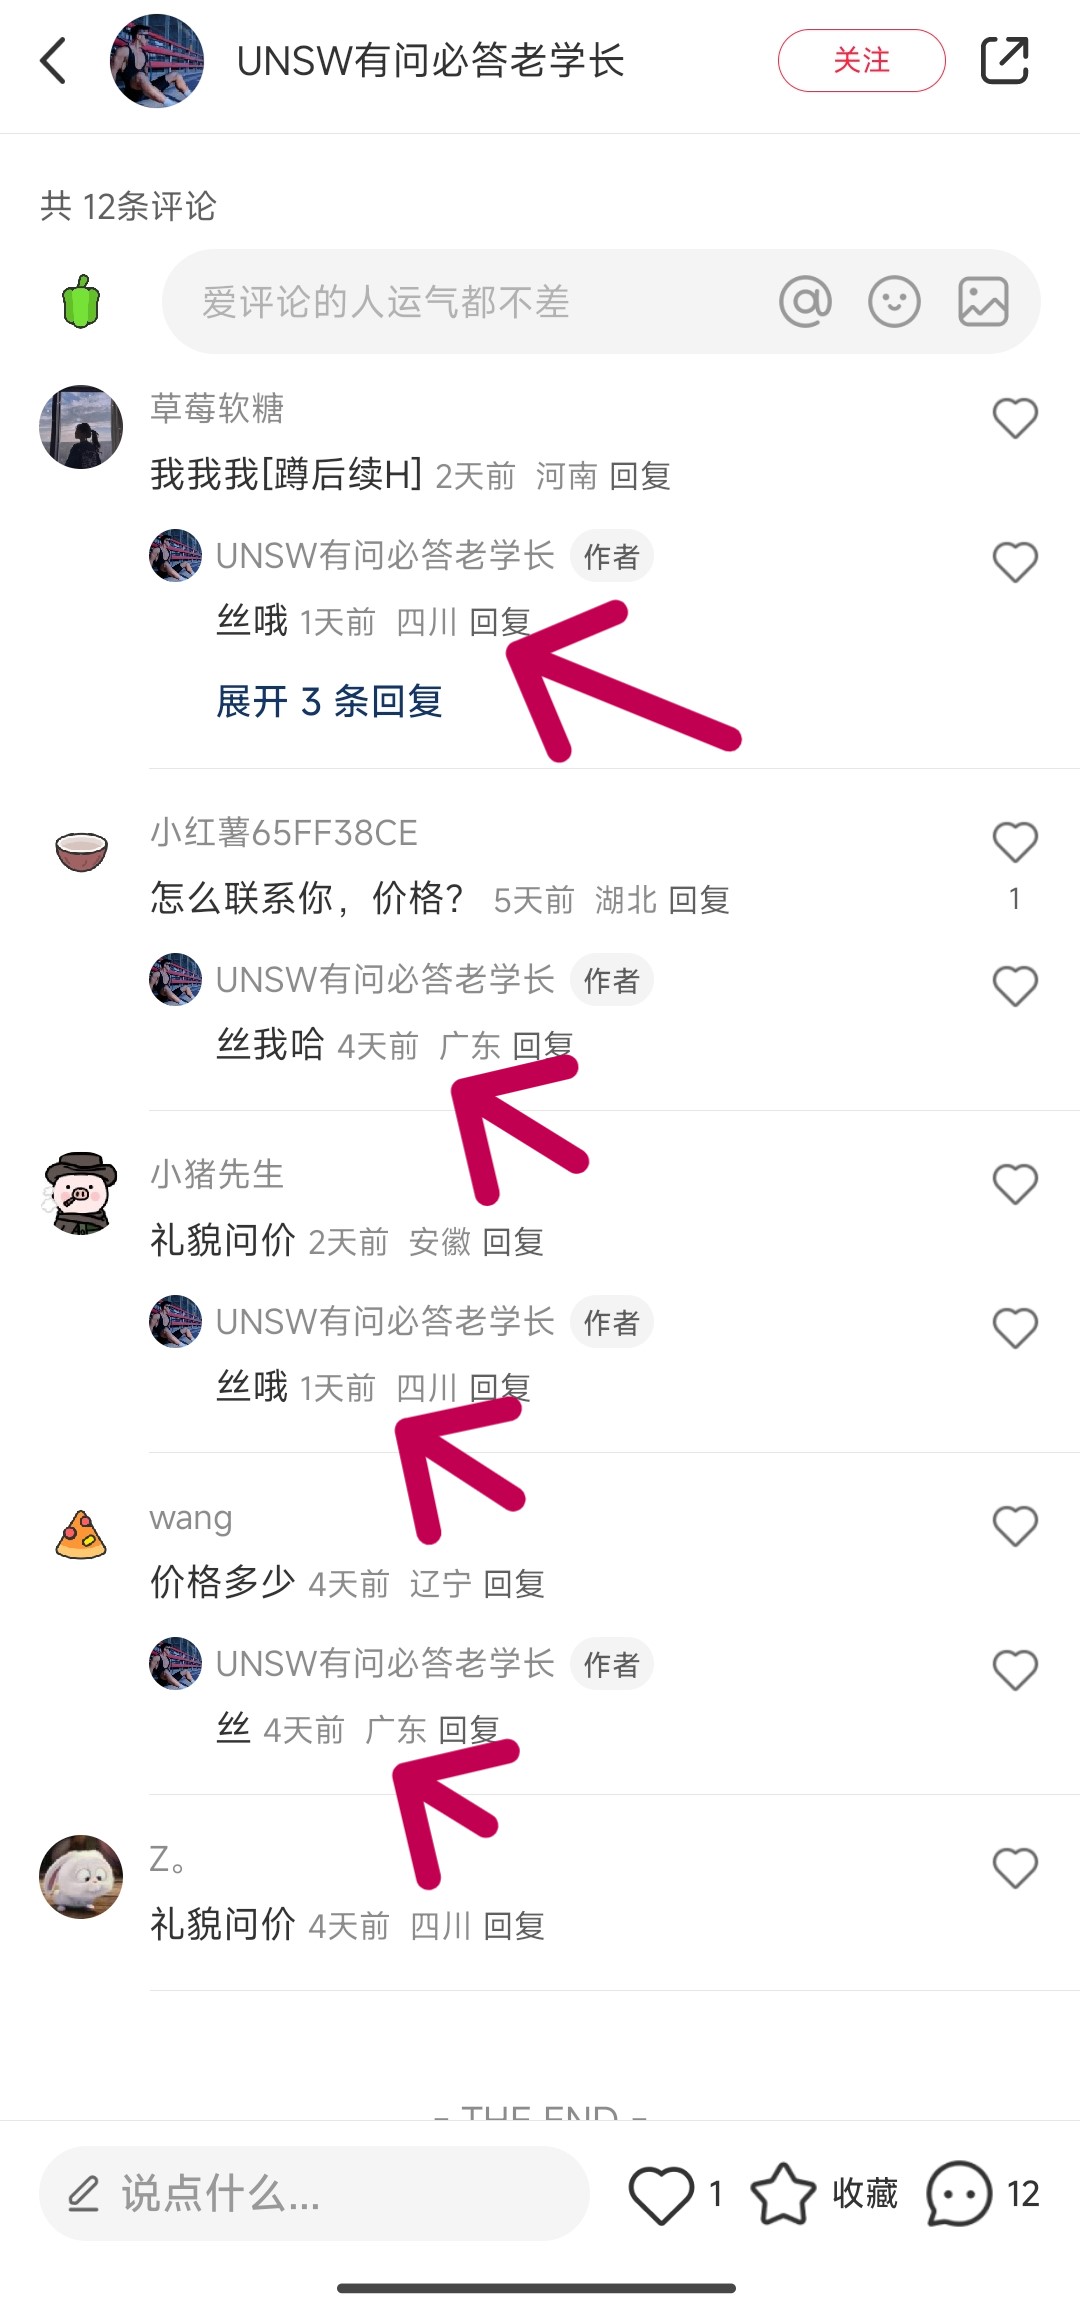 UNSW有问必答老学长
关注
共 12条评论
爱评论的人运气都不差
草莓软糖
我我我[蹲后续H] 2天前 河南 回复
UNSW有问必答老学长 作者
丝哦 1天前 四川 回复
展开 3 条回复
小红薯65FF38CE
怎么联系你，价格？ 5天前 湖北 回复
1
UNSW有问必答老学长 作者
丝我哈 4天前 广东 回复
小猪先生
礼貌问价 2天前 安徽 回复
UNSW有问必答老学长 作者
丝哦 1天前 四川 回复
wang
价格多少 4天前 辽宁 回复
UNSW有问必答老学长 作者
丝 4天前 广东 回复
Z。
礼貌问价 4天前 四川 回复
- THE END -
说点什么... 1 收藏 12